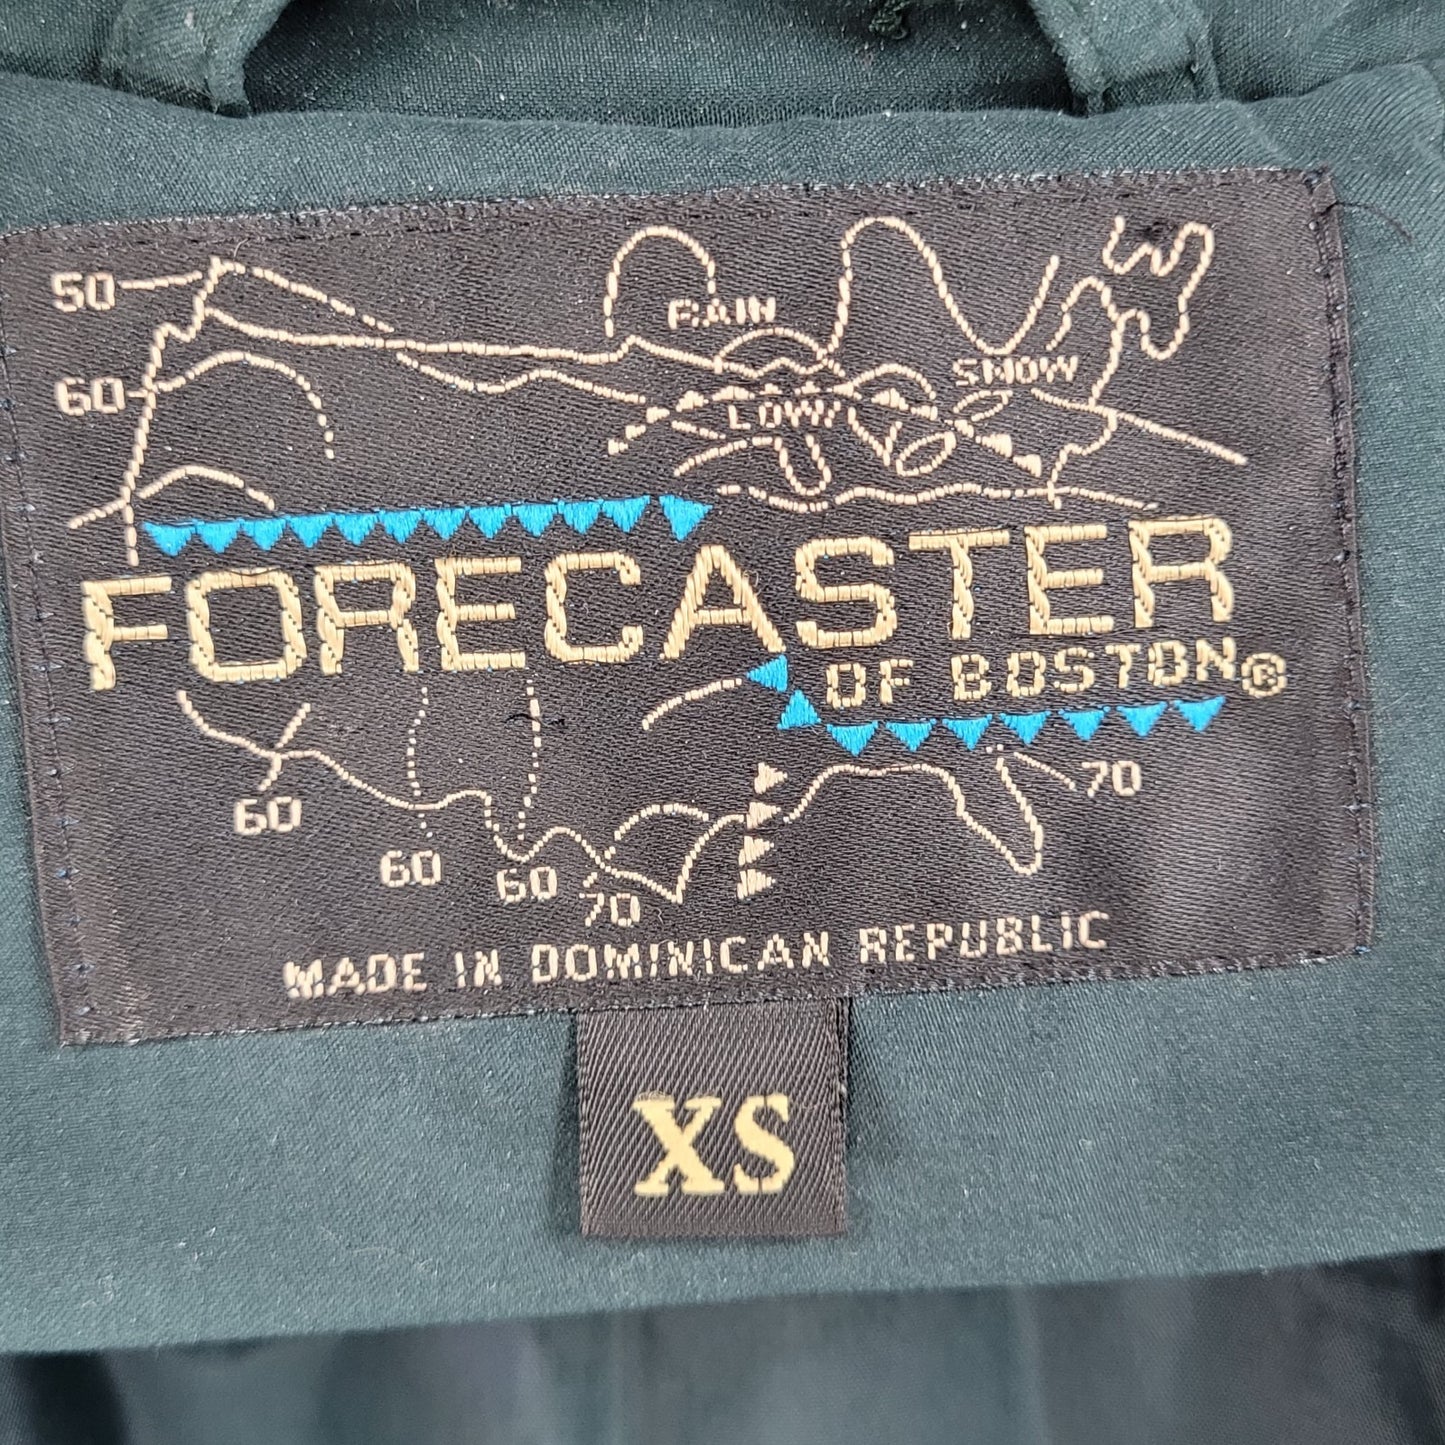 50
RAIN
60
SNOW
LOW
FORECASTER
OF BOSTON®
70
60
60
60
70
MADE IN DOMINICAN REPUBLIC
XS